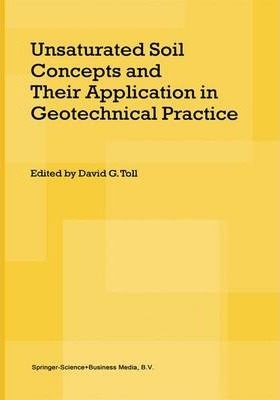 Unsaturated Soil
Concepts and
Their Application in
Geotechnical Practice
Edited by David G. Toll
Springer-Science+Business Media, B.V.